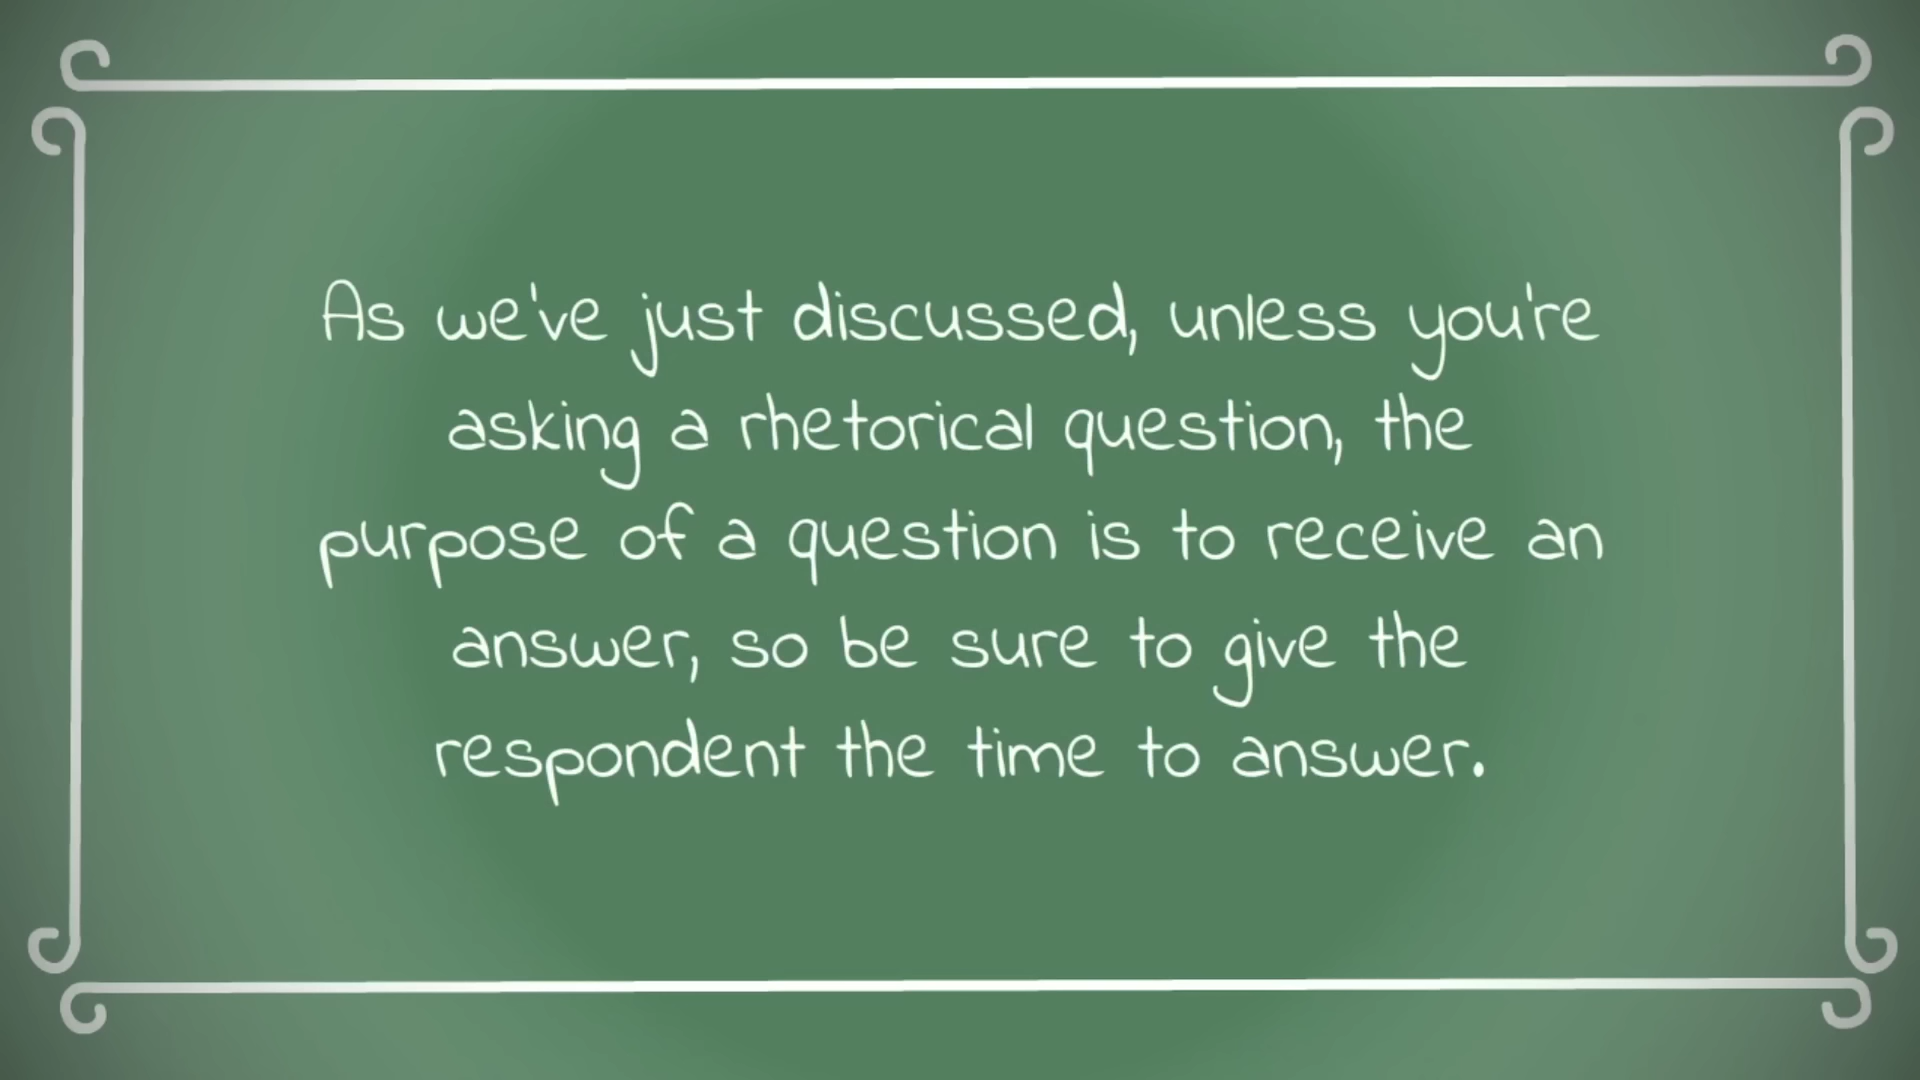 As we've just discussed, unless you're
asking a rhetorical question, the
purpose of a question is to receive an
answer, so be sure to give the
respondent the time to answer.